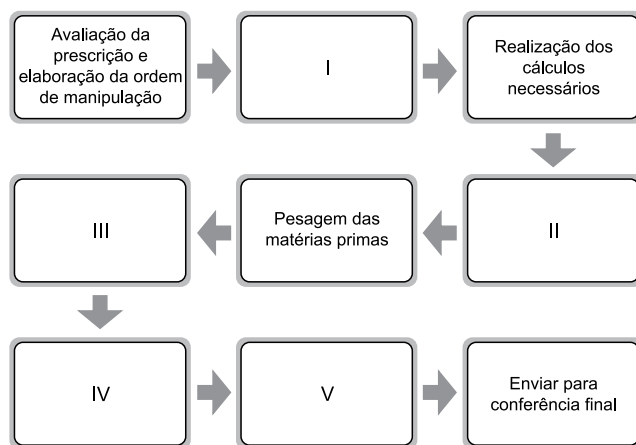 Avaliação da
prescrição e
elaboração da ordem
de manipulação
I
Realização dos
cálculos
necessários
III
Pesagem das
matérias primas
II
IV
V
Enviar para
conferência final